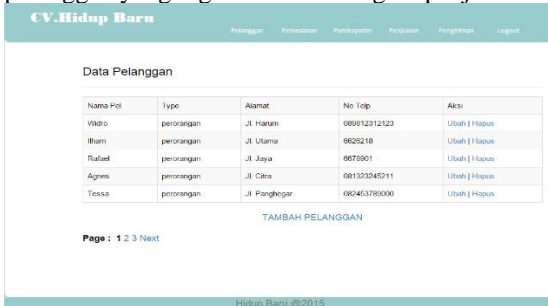 CV.Hidup Baru
Pelanggan Pemesanan Pembayaran Penjualan Pengiriman Logout
Data Pelanggan
Nama Pel Type Alamat No Telp Aksi
Widro perorangan Jl. Harum 089812312123 Ubah | Hapus
Ilham perorangan Jl. Utama 6626218 Ubah | Hapus
Rafael perorangan Jl. Jaya 6678901 Ubah | Hapus
Agnes perorangan Jl. Citra 081323245211 Ubah | Hapus
Tessa perorangan Jl. Panghegar 082453789000 Ubah | Hapus
TAMBAH PELANGGAN
Page : 1 2 3 Next
Hidup Baru @2015